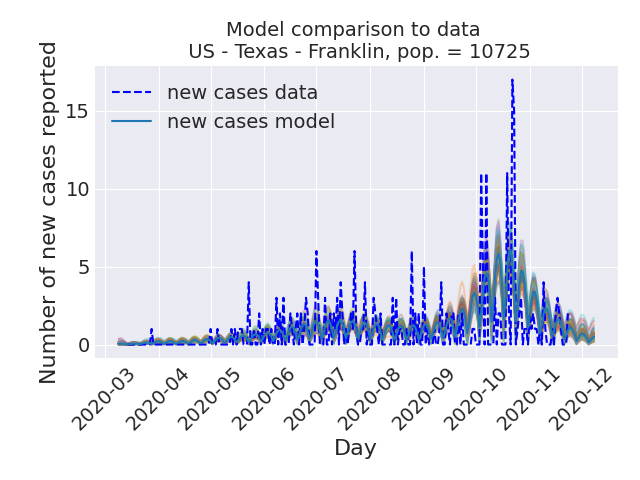 Model comparison to data
US - Texas - Franklin, pop. = 10725
Number of new cases reported
15
10
5
0
new cases data
new cases model
2020-03
2020-04
2020-05
2020-06
2020-07
2020-08
2020-09
2020-10
2020-11
2020-12
Day